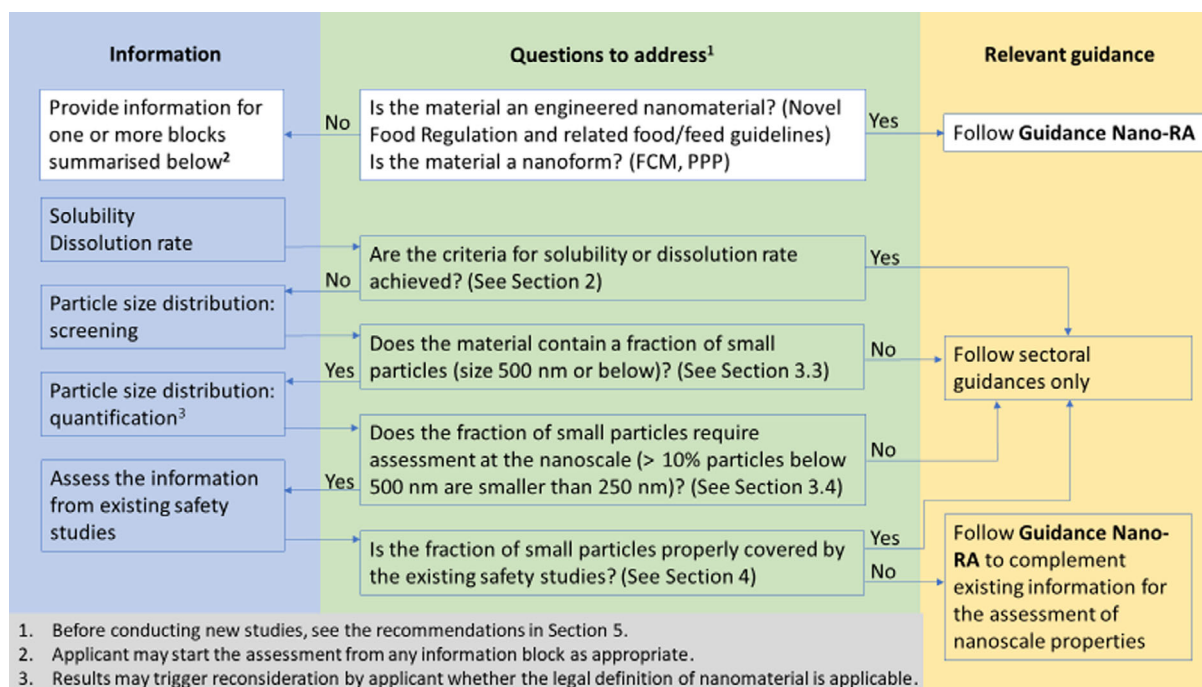 Information
Questions to address1
Relevant guidance
Provide information for
one or more blocks
summarised below2
No
Is the material an engineered nanomaterial? (Novel
Food Regulation and related food/feed guidelines)
Is the material a nanoform? (FCM, PPP)
Yes
Follow Guidance Nano-RA
Solubility
Dissolution rate
Are the criteria for solubility or dissolution rate
achieved? (See Section 2)
Yes
No
Particle size distribution:
screening
Does the material contain a fraction of small
particles (size 500 nm or below)? (See Section 3.3)
No
Yes
Follow sectoral
guidances only
Particle size distribution:
quantification3
Does the fraction of small particles require
assessment at the nanoscale (> 10% particles below
500 nm are smaller than 250 nm)? (See Section 3.4)
No
Yes
Assess the information
from existing safety
studies
Is the fraction of small particles properly covered by
the existing safety studies? (See Section 4)
Yes
No
Follow Guidance Nano-
RA to complement
existing information for
the assessment of
nanoscale properties
1. Before conducting new studies, see the recommendations in Section 5.
2. Applicant may start the assessment from any information block as appropriate.
3. Results may trigger reconsideration by applicant whether the legal definition of nanomaterial is applicable.